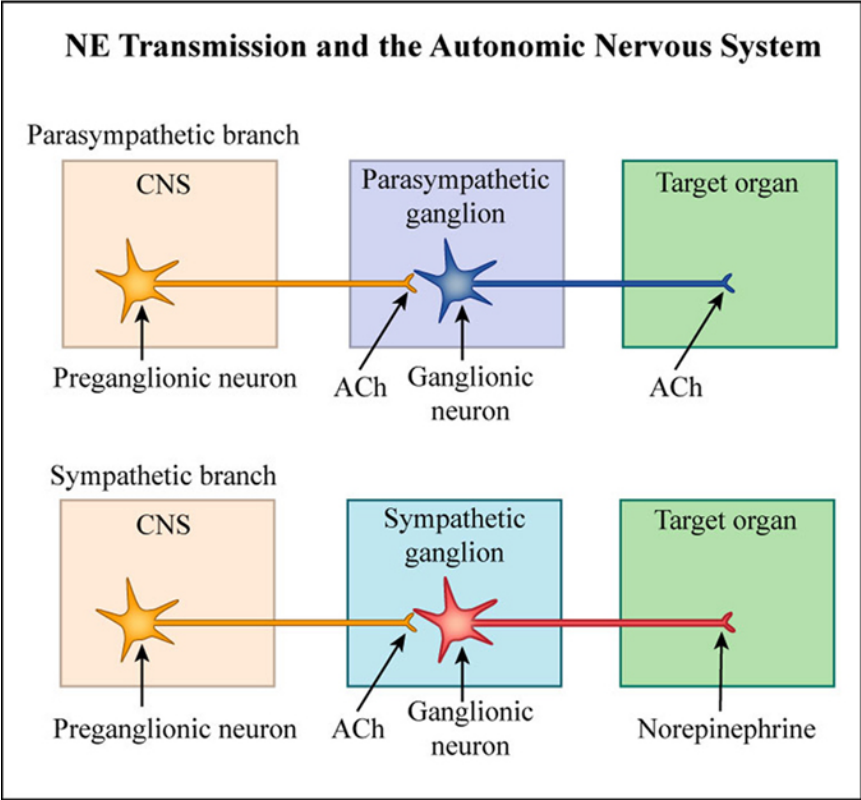 NE Transmission and the Autonomic Nervous System
Parasympathetic branch
CNS
Parasympathetic
ganglion
Target organ
Preganglionic neuron
ACh
Ganglionic
neuron
ACh
Sympathetic branch
CNS
Sympathetic
ganglion
Target organ
Preganglionic neuron
ACh
Ganglionic
neuron
Norepinephrine